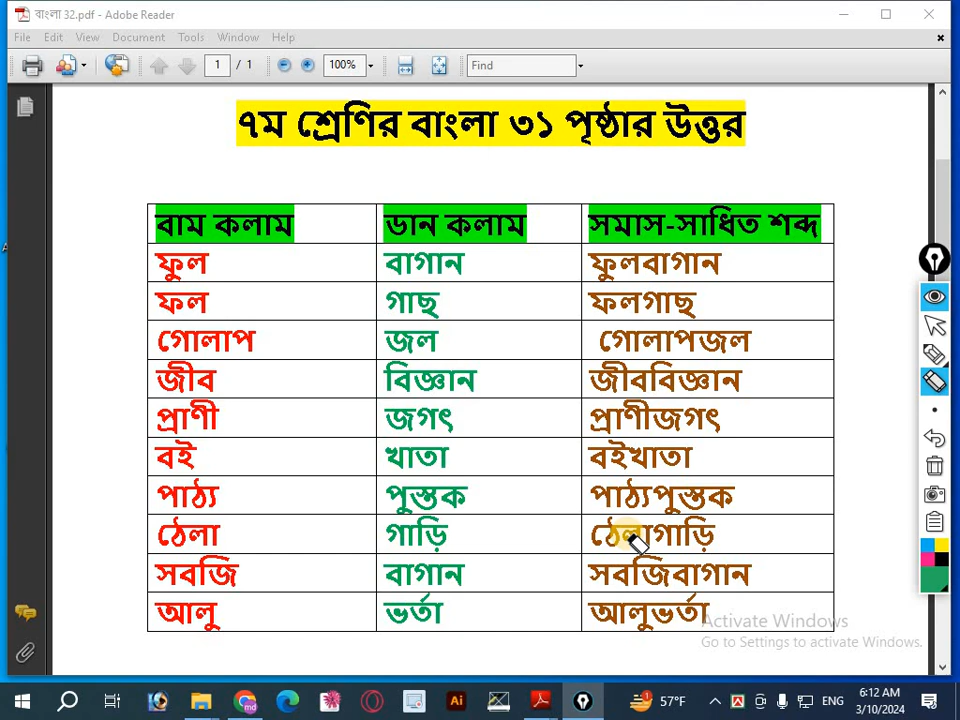 বাংলা 32.pdf - Adobe Reader
File Edit View Document Tools Window Help
1 / 1 100% Find
৭ম শ্রেণির বাংলা ৩১ পৃষ্ঠার উত্তর
বাম কলাম ডান কলাম সমাস-সাধিত শব্দ
ফুল বাগান ফুলবাগান
ফল গাছ ফলগাছ
গোলাপ জল গোলাপজল
জীব বিজ্ঞান জীববিজ্ঞান
প্রাণী জগৎ প্রাণীজগৎ
বই খাতা বইখাতা
পাঠ্য পুস্তক পাঠ্যপুস্তক
ঠেলা গাড়ি ঠেলাগাড়ি
সবজি বাগান সবজিবাগান
আলু ভর্তা আলুভর্তা
Activate Windows
Go to Settings to activate Windows.
57°F ENG 6:12 AM
3/10/2024